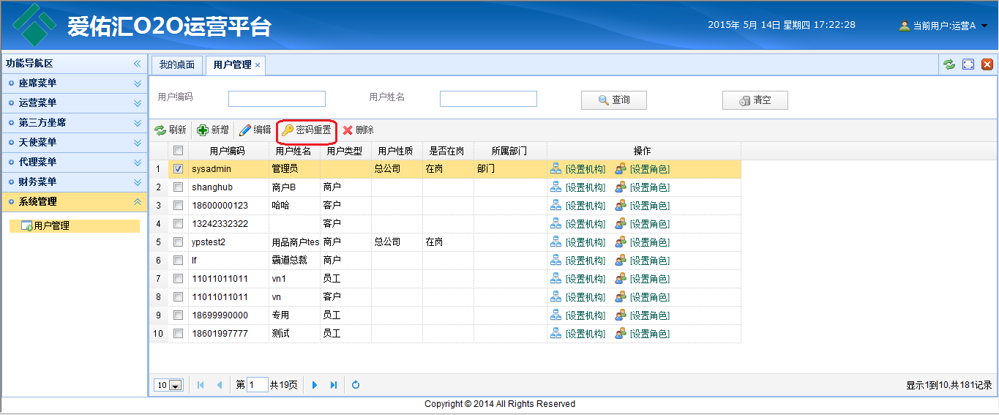 爱佑汇O2O运营平台
2015年 5月 14日 星期四 17:22:28
当前用户:运营A
功能导航区
座席菜单
运营菜单
第三方坐席
天使菜单
代理菜单
财务菜单
系统管理
用户管理
我的桌面 用户管理
用户编码 用户姓名 查询 清空
刷新 新增 编辑 密码重置 删除
用户编码 用户姓名 用户类型 用户性质 是否在岗 所属部门 操作
1 sysadmin 管理员 总公司 在岗 部门 [设置机构] [设置角色]
2 shanghub 商户B 商户 [设置机构] [设置角色]
3 18600000123 哈哈 客户 [设置机构] [设置角色]
4 13242332322 客户 [设置机构] [设置角色]
5 ypstest2 用品商户tes 商户 总公司 在岗 [设置机构] [设置角色]
6 lf 霸道总裁 商户 [设置机构] [设置角色]
7 11011011011 vn1 员工 [设置机构] [设置角色]
8 11011011011 vn 客户 [设置机构] [设置角色]
9 18699990000 专用 员工 [设置机构] [设置角色]
10 18601997777 测试 员工 [设置机构] [设置角色]
10 第 1 共19页 显示1到10,共181记录
Copyright © 2014 All Rights Reserved